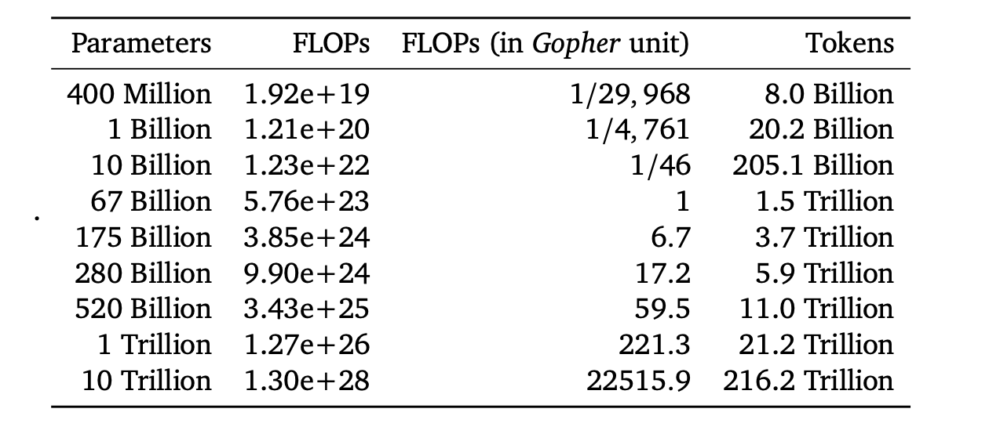 Parameters FLOPs FLOPs (in Gopher unit) Tokens
400 Million 1.92e+19 1/29, 968 8.0 Billion
1 Billion 1.21e+20 1/4, 761 20.2 Billion
10 Billion 1.23e+22 1/46 205.1 Billion
67 Billion 5.76e+23 1 1.5 Trillion
175 Billion 3.85e+24 6.7 3.7 Trillion
280 Billion 9.90e+24 17.2 5.9 Trillion
520 Billion 3.43e+25 59.5 11.0 Trillion
1 Trillion 1.27e+26 221.3 21.2 Trillion
10 Trillion 1.30e+28 22515.9 216.2 Trillion